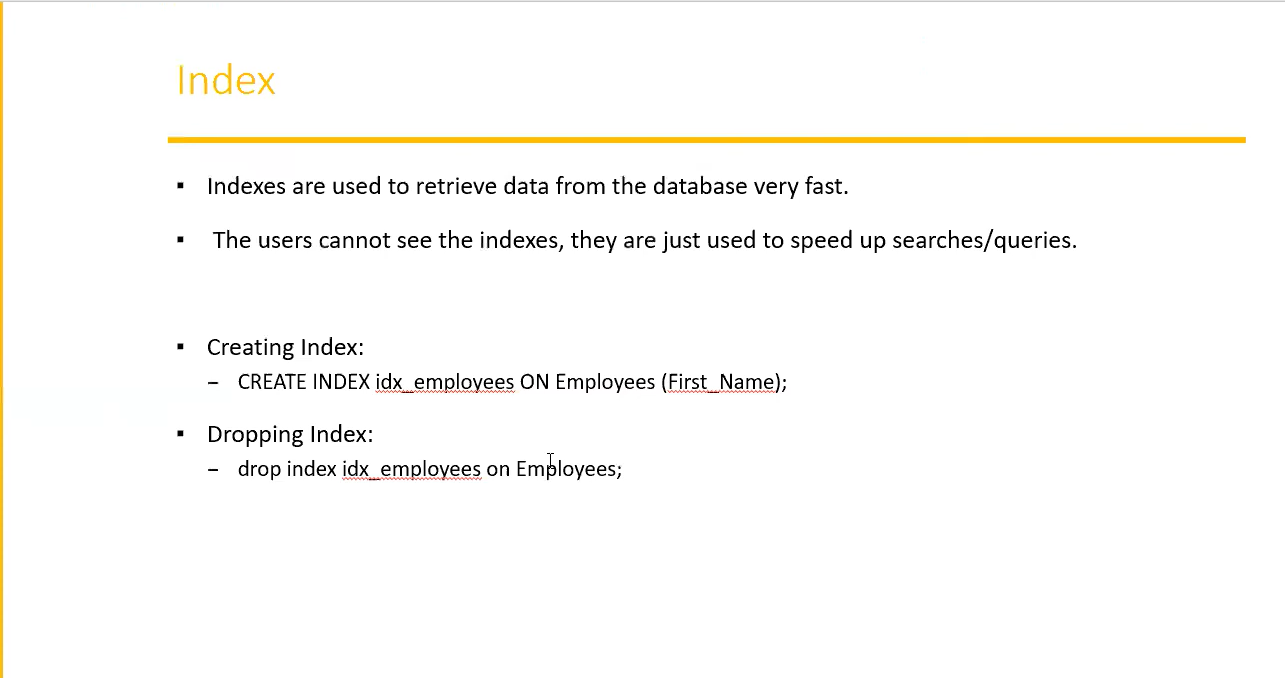 Index
▪ Indexes are used to retrieve data from the database very fast.
▪ The users cannot see the indexes, they are just used to speed up searches/queries.
▪ Creating Index:
– CREATE INDEX idx_employees ON Employees (First_Name);
▪ Dropping Index:
– drop index idx_employees on Employees;